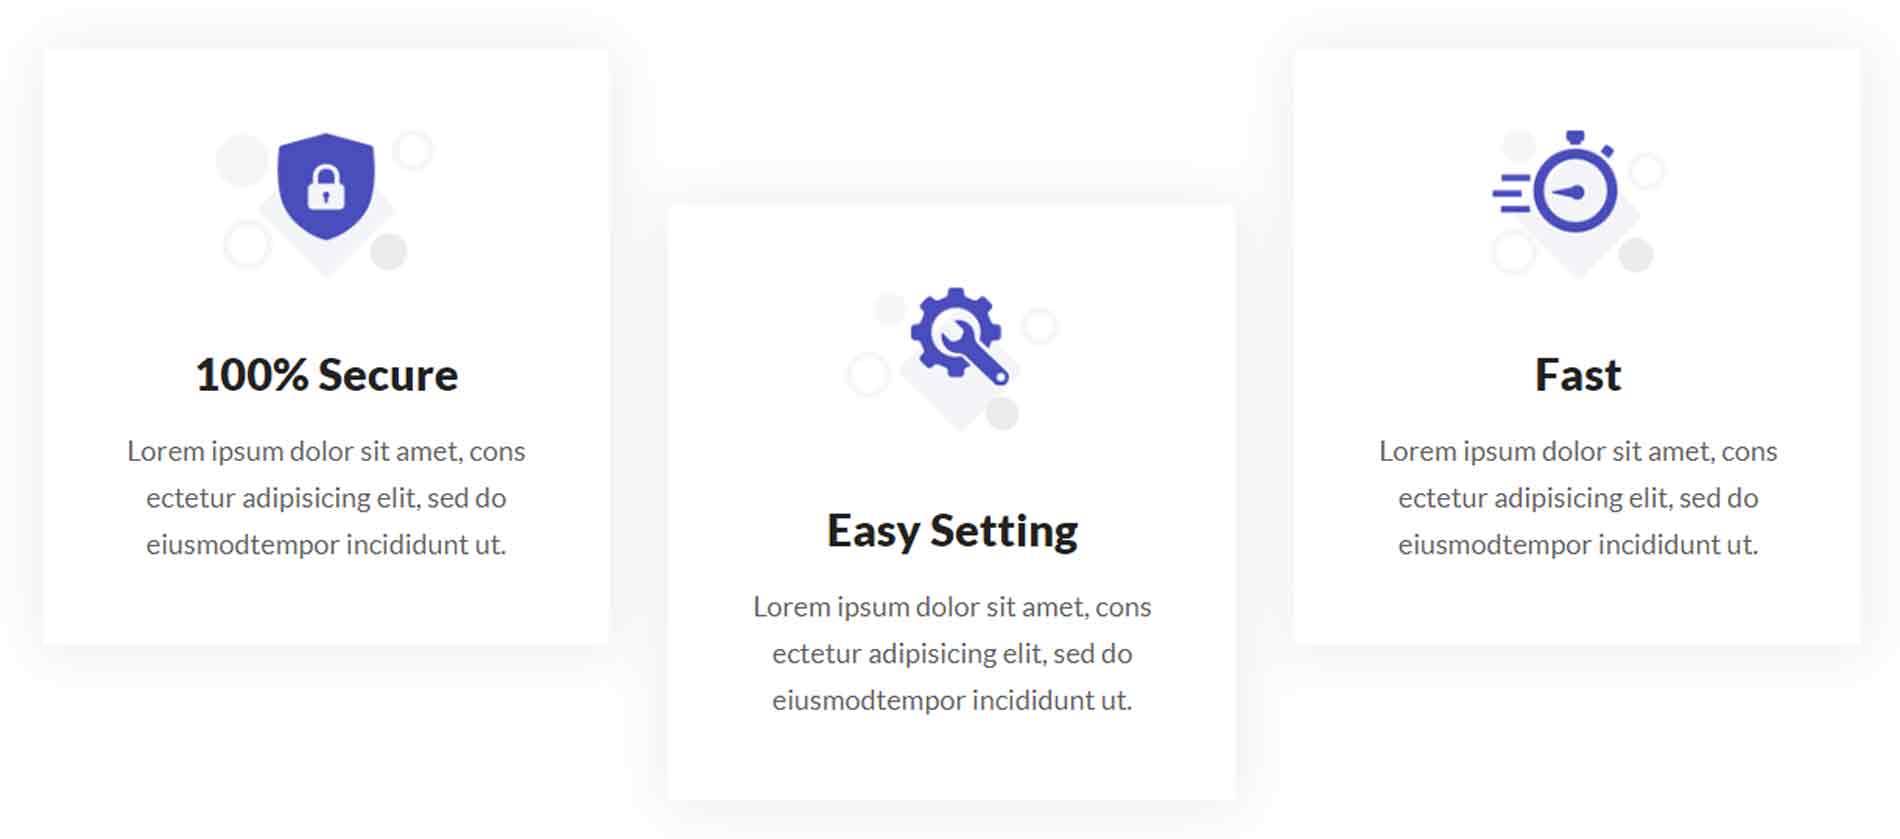 100% Secure
Lorem ipsum dolor sit amet, cons
ectetur adipisicing elit, sed do
eiusmodtempor incididunt ut.
Easy Setting
Lorem ipsum dolor sit amet, cons
ectetur adipisicing elit, sed do
eiusmodtempor incididunt ut.
Fast
Lorem ipsum dolor sit amet, cons
ectetur adipisicing elit, sed do
eiusmodtempor incididunt ut.